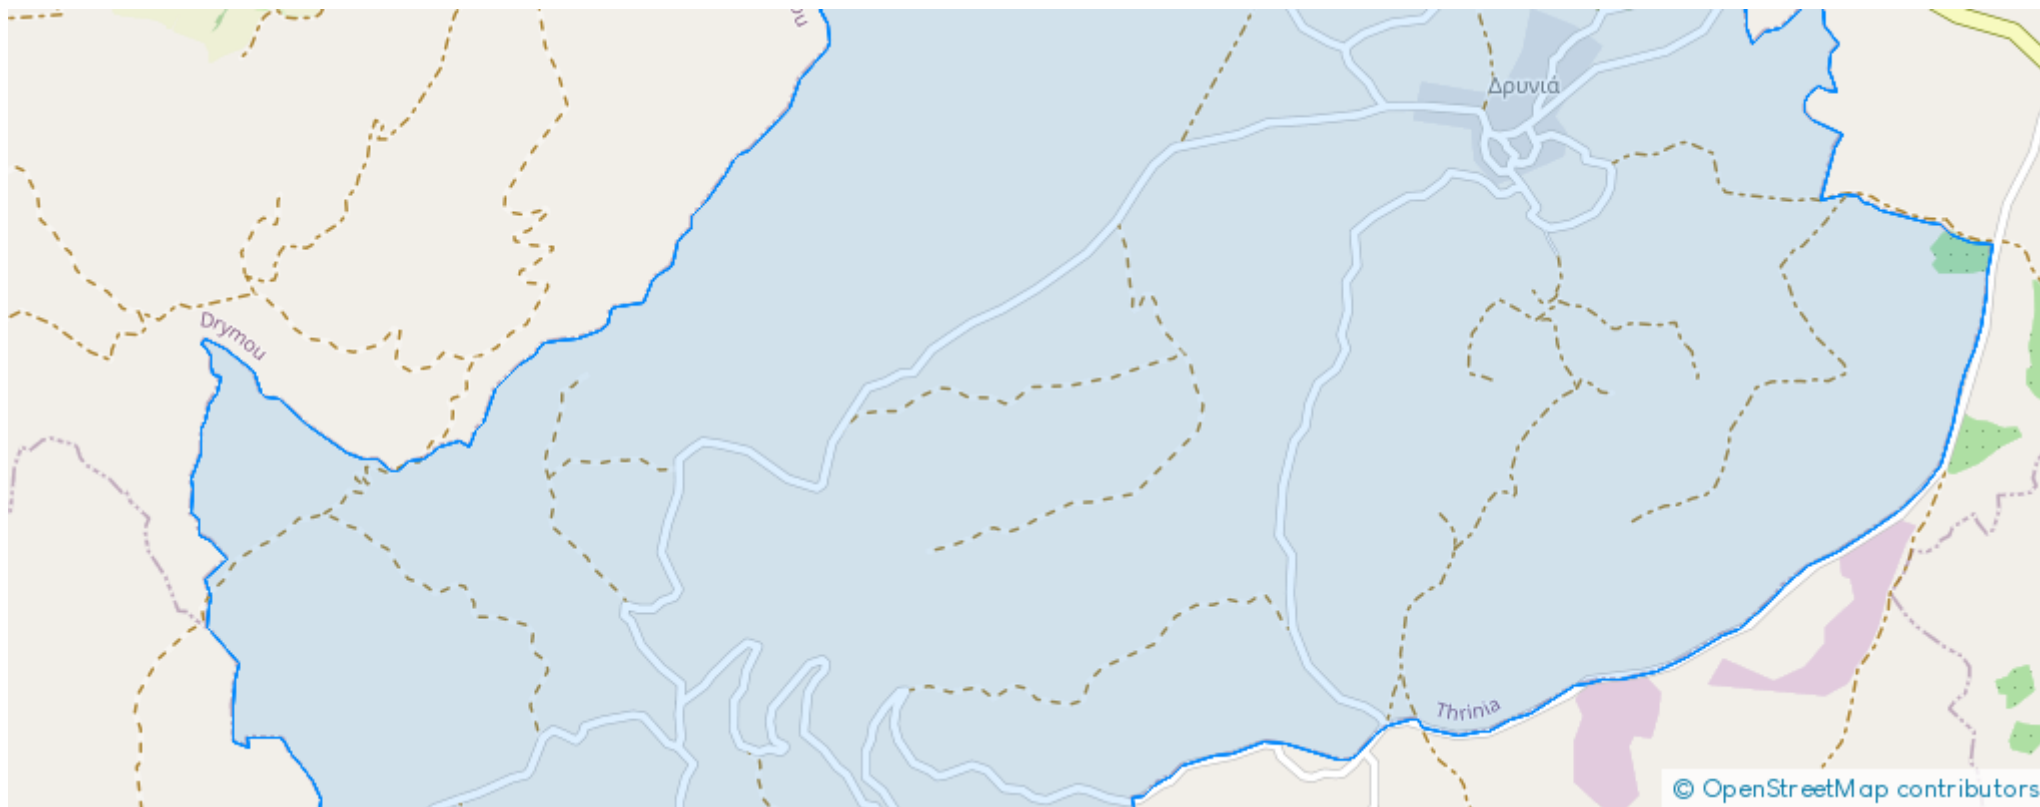 Δρυνιά
Drymou
Thrinia
© OpenStreetMap contributors